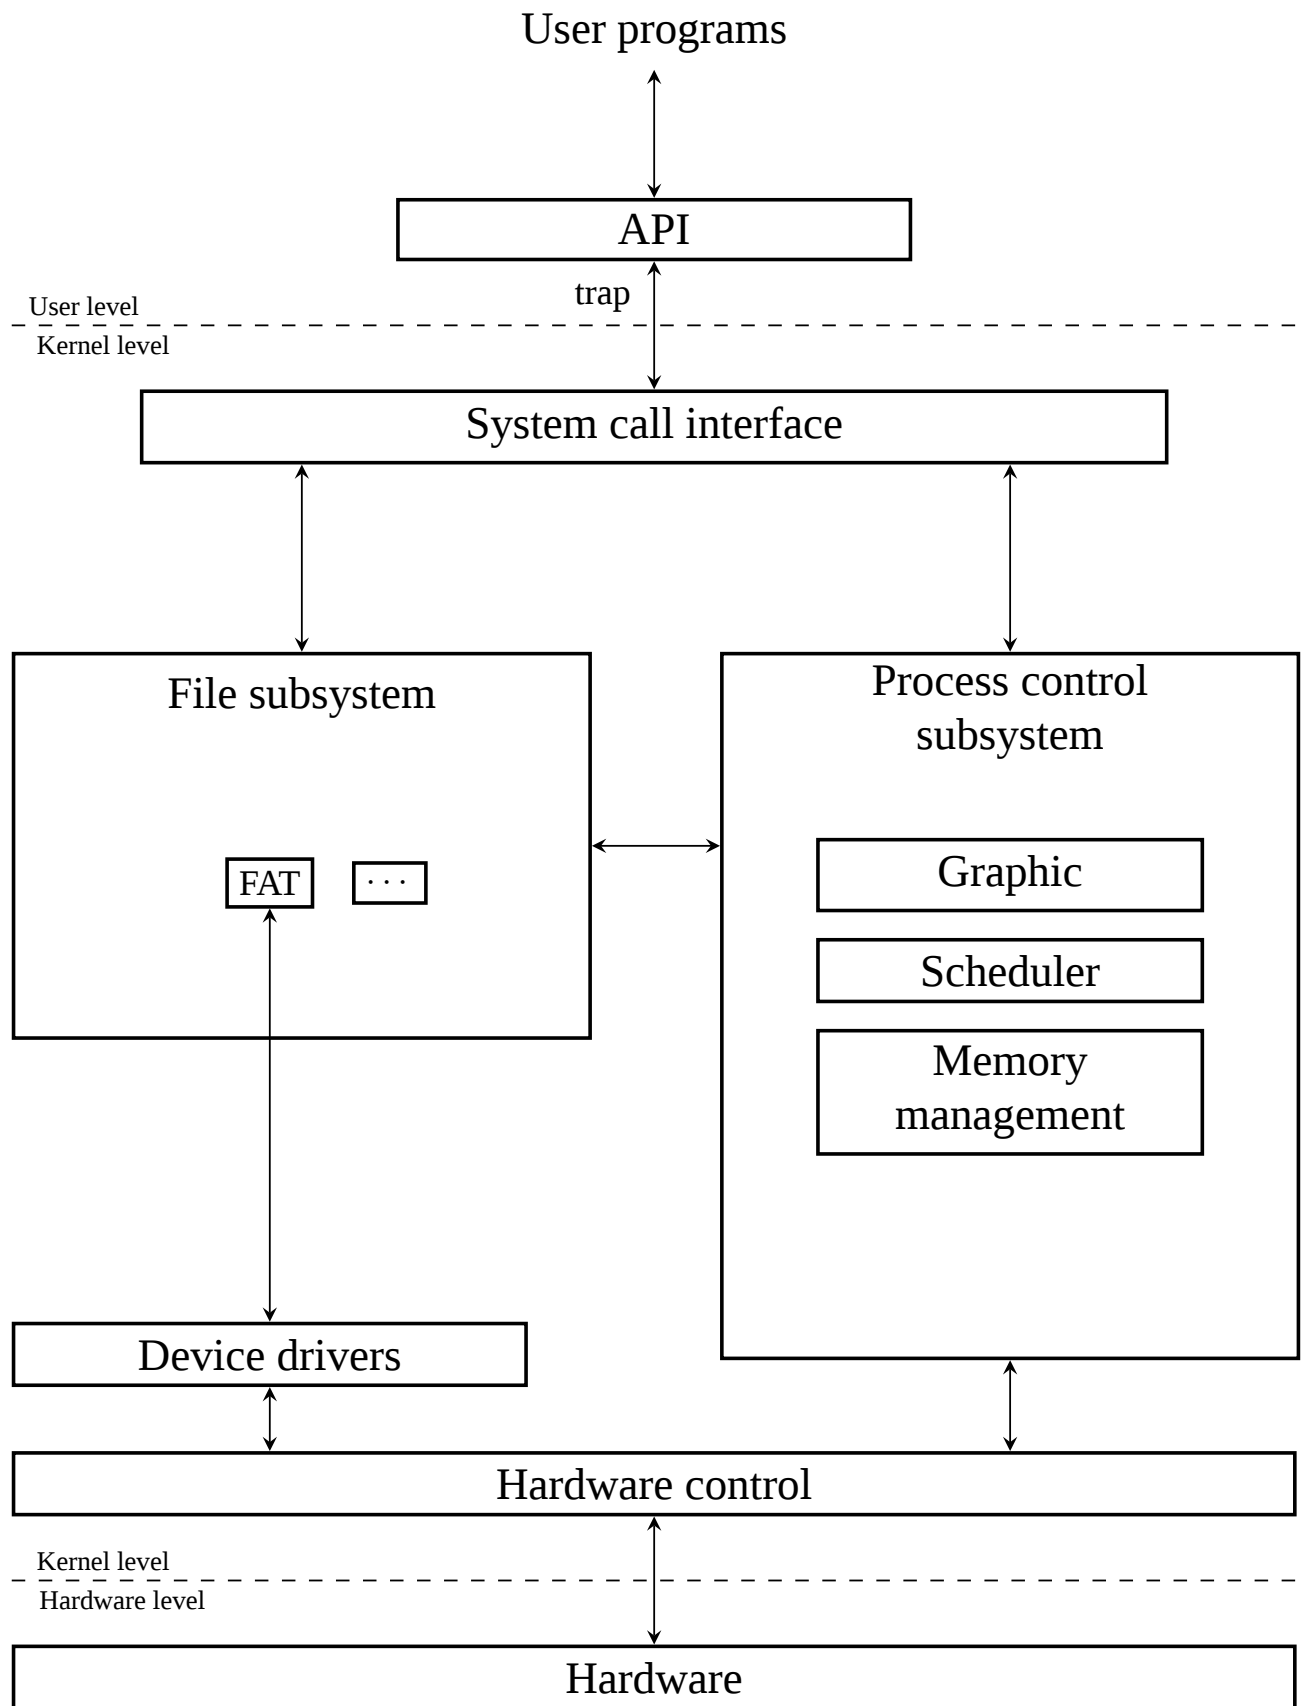 User programs
API
trap
User level
Kernel level
System call interface
File subsystem
FAT
· · ·
Process control
subsystem
Graphic
Scheduler
Memory
management
Device drivers
Hardware control
Kernel level
Hardware level
Hardware